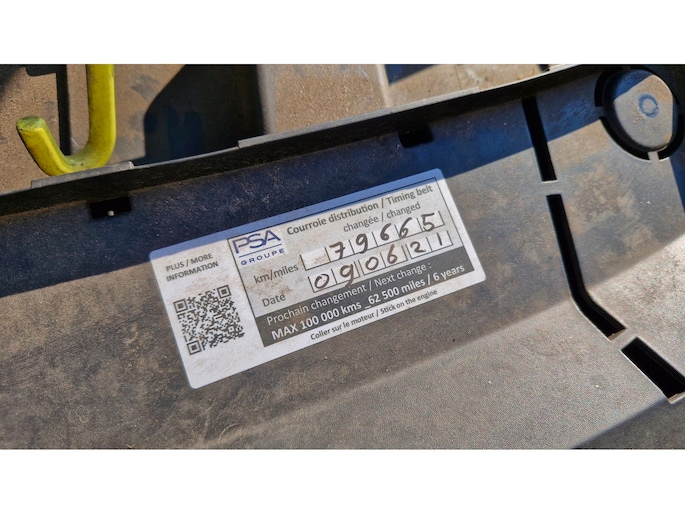 PLUS / MORE
INFORMATION
PSA
GROUPE
Courroie distribution / Timing belt
changée / changed
km/miles 79665
Date 090621
Prochain changement / Next change :
MAX 100 000 kms _62 500 miles / 6 years
Coller sur le moteur / Stick on the engine